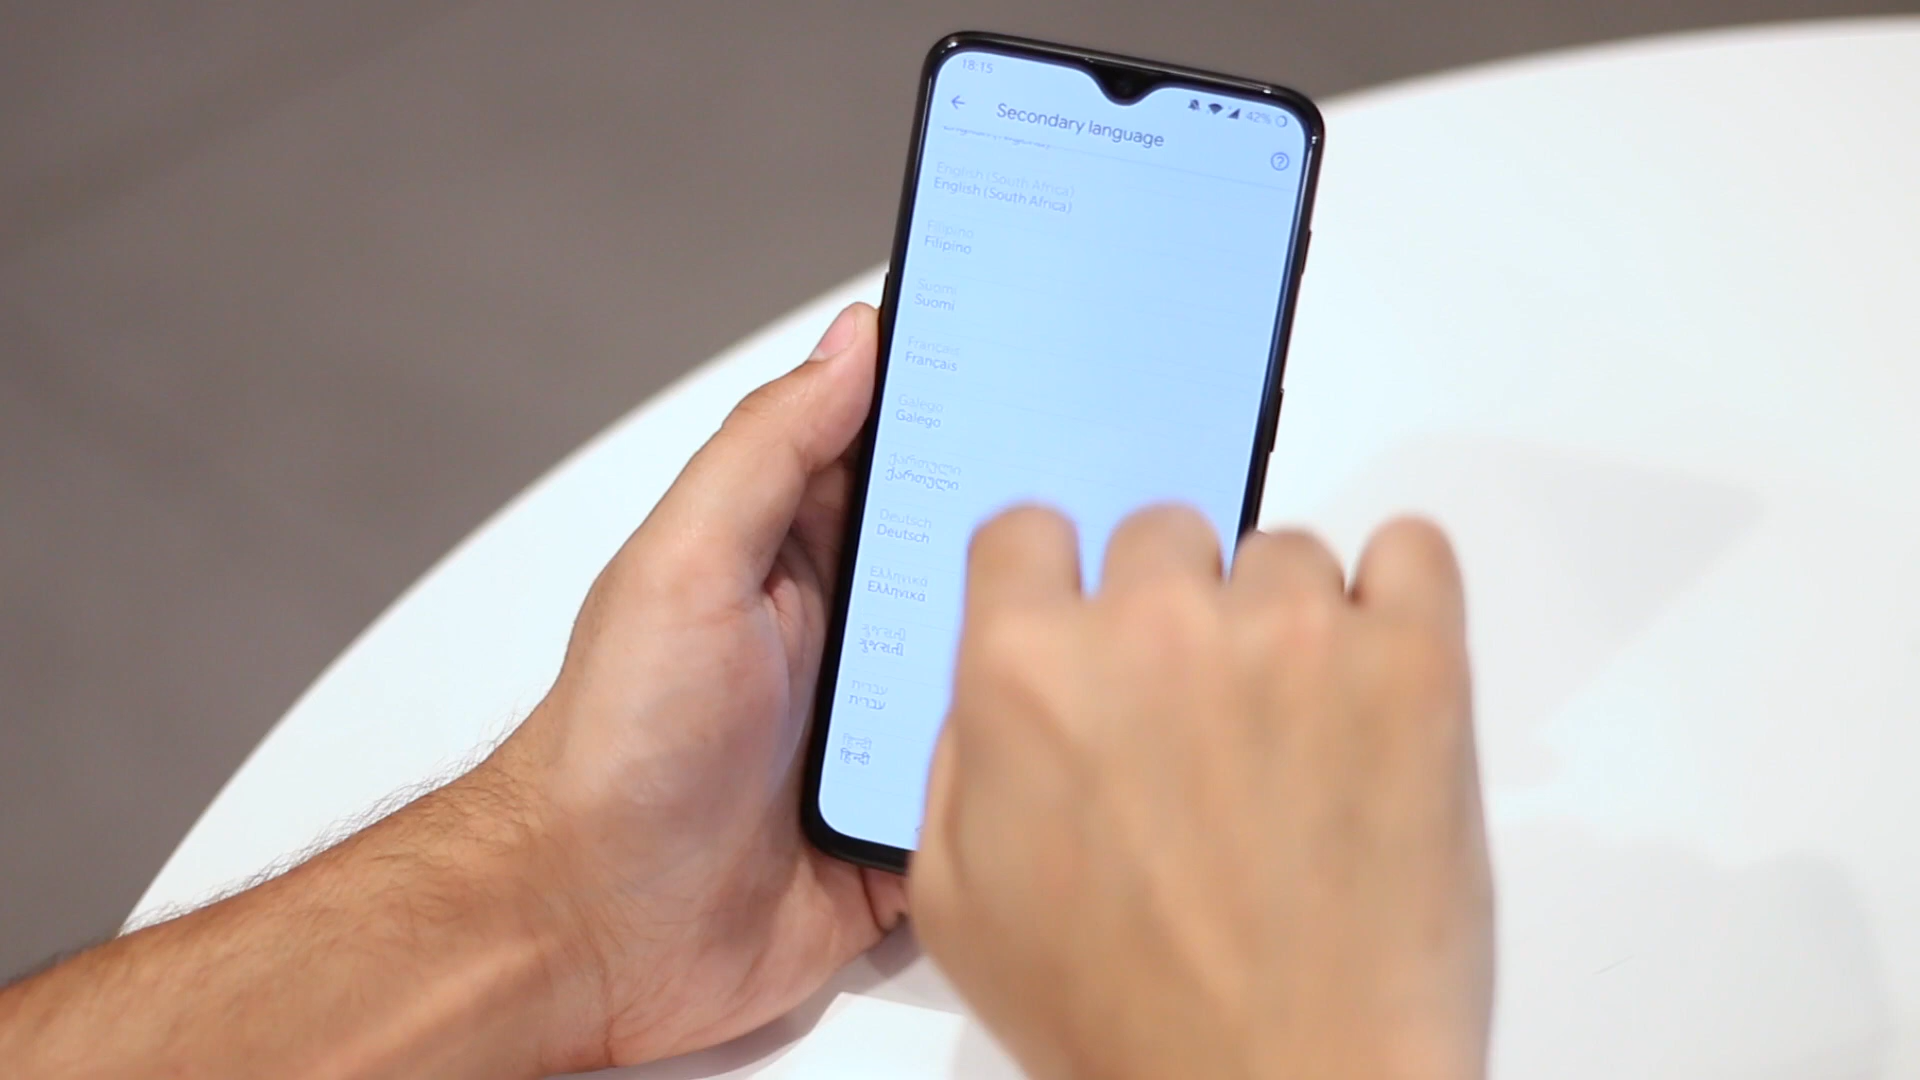 18:15
42%
Secondary language
English (South Africa)
English (South Africa)
Filipino
Filipino
Suomi
Suomi
Français
Français
Galego
Galego
ქართული
ქართული
Deutsch
Deutsch
Ελληνικά
Ελληνικά
ગુજરાતી
ગુજરાતી
עברית
עברית
हिन्दी
हिन्दी